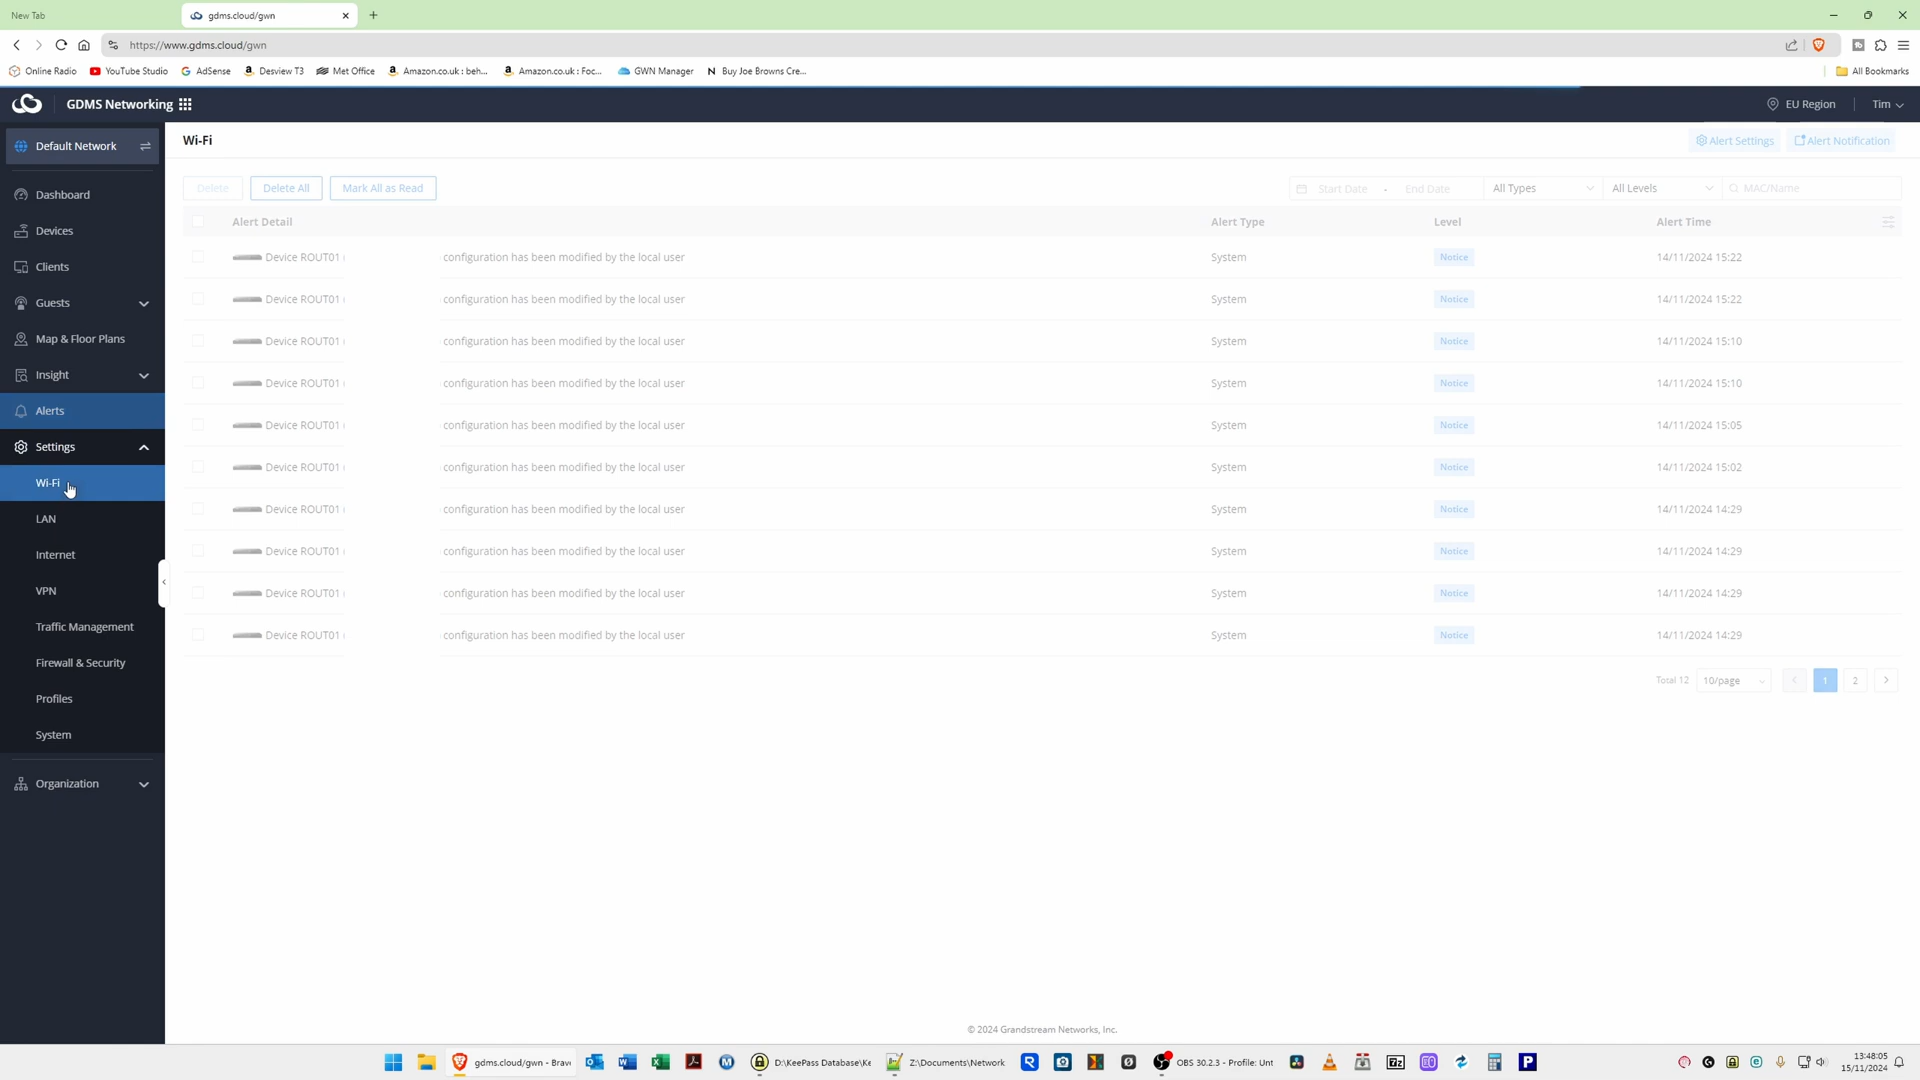 New Tab
gdms.cloud/gwn
https://www.gdms.cloud/gwn
Online Radio
YouTube Studio
AdSense
Desview T3
Met Office
Amazon.co.uk : beh...
Amazon.co.uk : Foc...
GWN Manager
Buy Joe Browns Cre...
All Bookmarks
GDMS Networking
EU Region
Tim
Default Network
Wi-Fi
Alert Settings
Alert Notification
Dashboard
Devices
Clients
Guests
Map & Floor Plans
Insight
Alerts
Settings
Wi-Fi
LAN
Internet
VPN
Traffic Management
Firewall & Security
Profiles
System
Organization
Delete
Delete All
Mark All as Read
Start Date - End Date
All Types
All Levels
MAC/Name
Alert Detail Alert Type Level Alert Time
Device ROUT01 ( configuration has been modified by the local user System Notice 14/11/2024 15:22
Device ROUT01 ( configuration has been modified by the local user System Notice 14/11/2024 15:22
Device ROUT01 ( configuration has been modified by the local user System Notice 14/11/2024 15:10
Device ROUT01 ( configuration has been modified by the local user System Notice 14/11/2024 15:10
Device ROUT01 ( configuration has been modified by the local user System Notice 14/11/2024 15:05
Device ROUT01 ( configuration has been modified by the local user System Notice 14/11/2024 15:02
Device ROUT01 ( configuration has been modified by the local user System Notice 14/11/2024 14:29
Device ROUT01 ( configuration has been modified by the local user System Notice 14/11/2024 14:29
Device ROUT01 ( configuration has been modified by the local user System Notice 14/11/2024 14:29
Device ROUT01 ( configuration has been modified by the local user System Notice 14/11/2024 14:29
Total 12 10/page 1 2
© 2024 Grandstream Networks, Inc.
gdms.cloud/gwn - Brav
D:\KeePass Database\Ke
Z:\Documents\Network
OBS 30.2.3 - Profile: Unt
13:48:05
15/11/2024